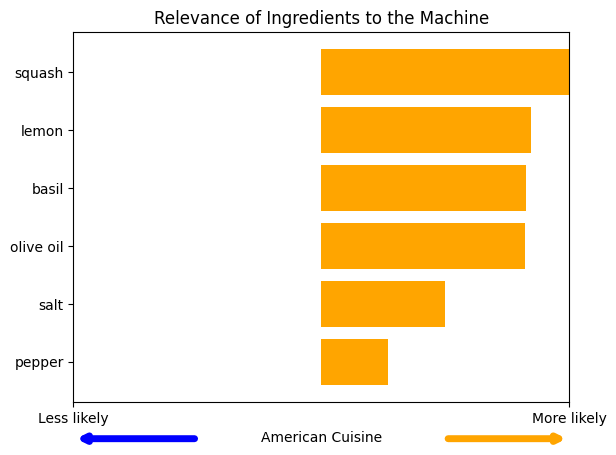 Relevance of Ingredients to the Machine
squash
lemon
basil
olive oil
salt
pepper
Less likely
More likely
American Cuisine